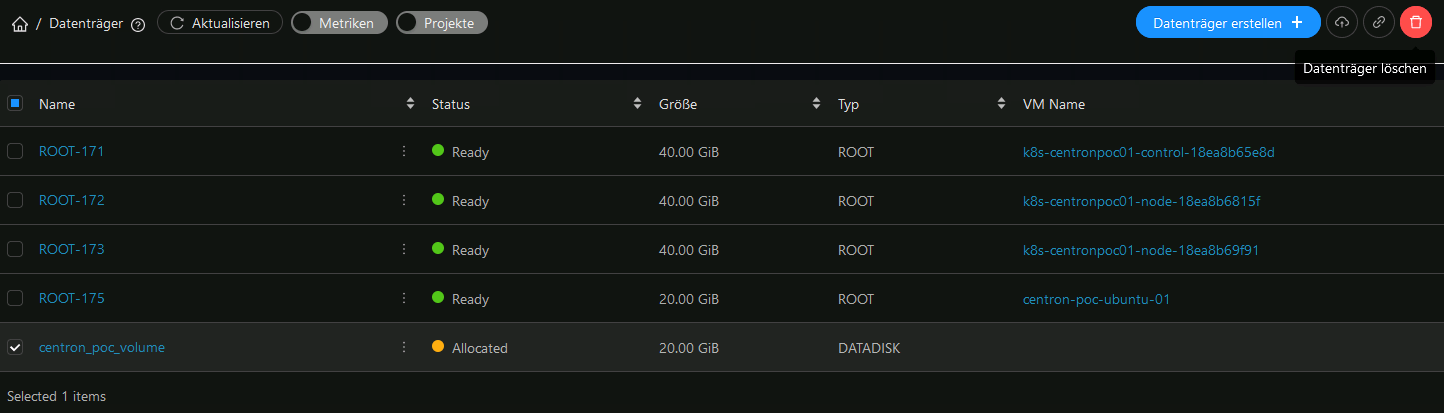 / Datenträger Aktualisieren Metriken Projekte Datenträger erstellen +
Datenträger löschen
Name Status Größe Typ VM Name
ROOT-171 Ready 40.00 GiB ROOT k8s-centronpoc01-control-18ea8b65e8d
ROOT-172 Ready 40.00 GiB ROOT k8s-centronpoc01-node-18ea8b6815f
ROOT-173 Ready 40.00 GiB ROOT k8s-centronpoc01-node-18ea8b69f91
ROOT-175 Ready 20.00 GiB ROOT centron-poc-ubuntu-01
centron_poc_volume Allocated 20.00 GiB DATADISK
Selected 1 items